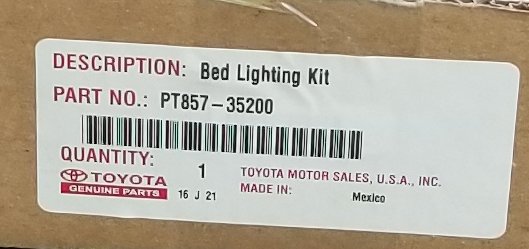 DESCRIPTION: Bed Lighting Kit
PART NO.: PT857-35200
QUANTITY: 1
TOYOTA
GENUINE PARTS
16 J 21
TOYOTA MOTOR SALES, U.S.A., INC.
MADE IN: Mexico